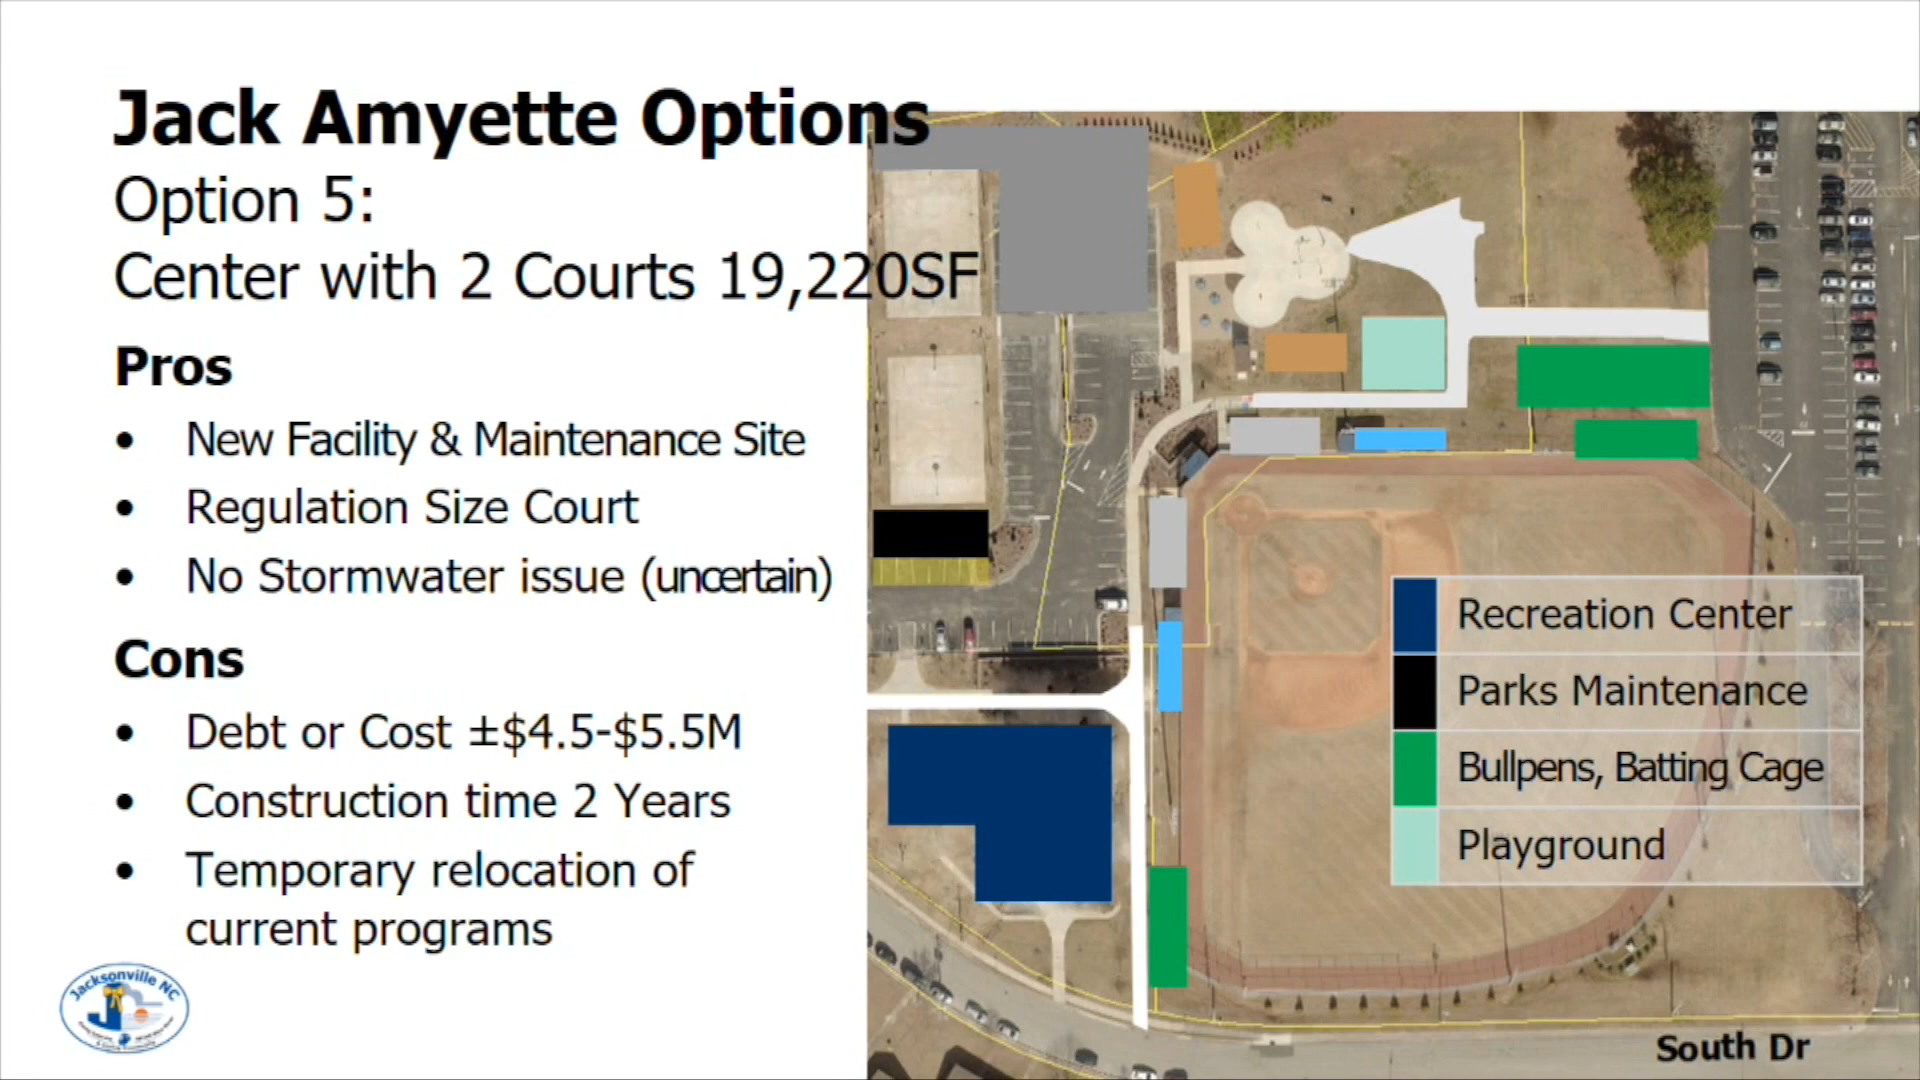 Jack Amyette Options
Option 5:
Center with 2 Courts 19,220SF
Pros
• New Facility & Maintenance Site
• Regulation Size Court
• No Stormwater issue (uncertain)
Cons
• Debt or Cost ±$4.5-$5.5M
• Construction time 2 Years
• Temporary relocation of
current programs
Recreation Center
Parks Maintenance
Bullpens, Batting Cage
Playground
South Dr
Jacksonville NC